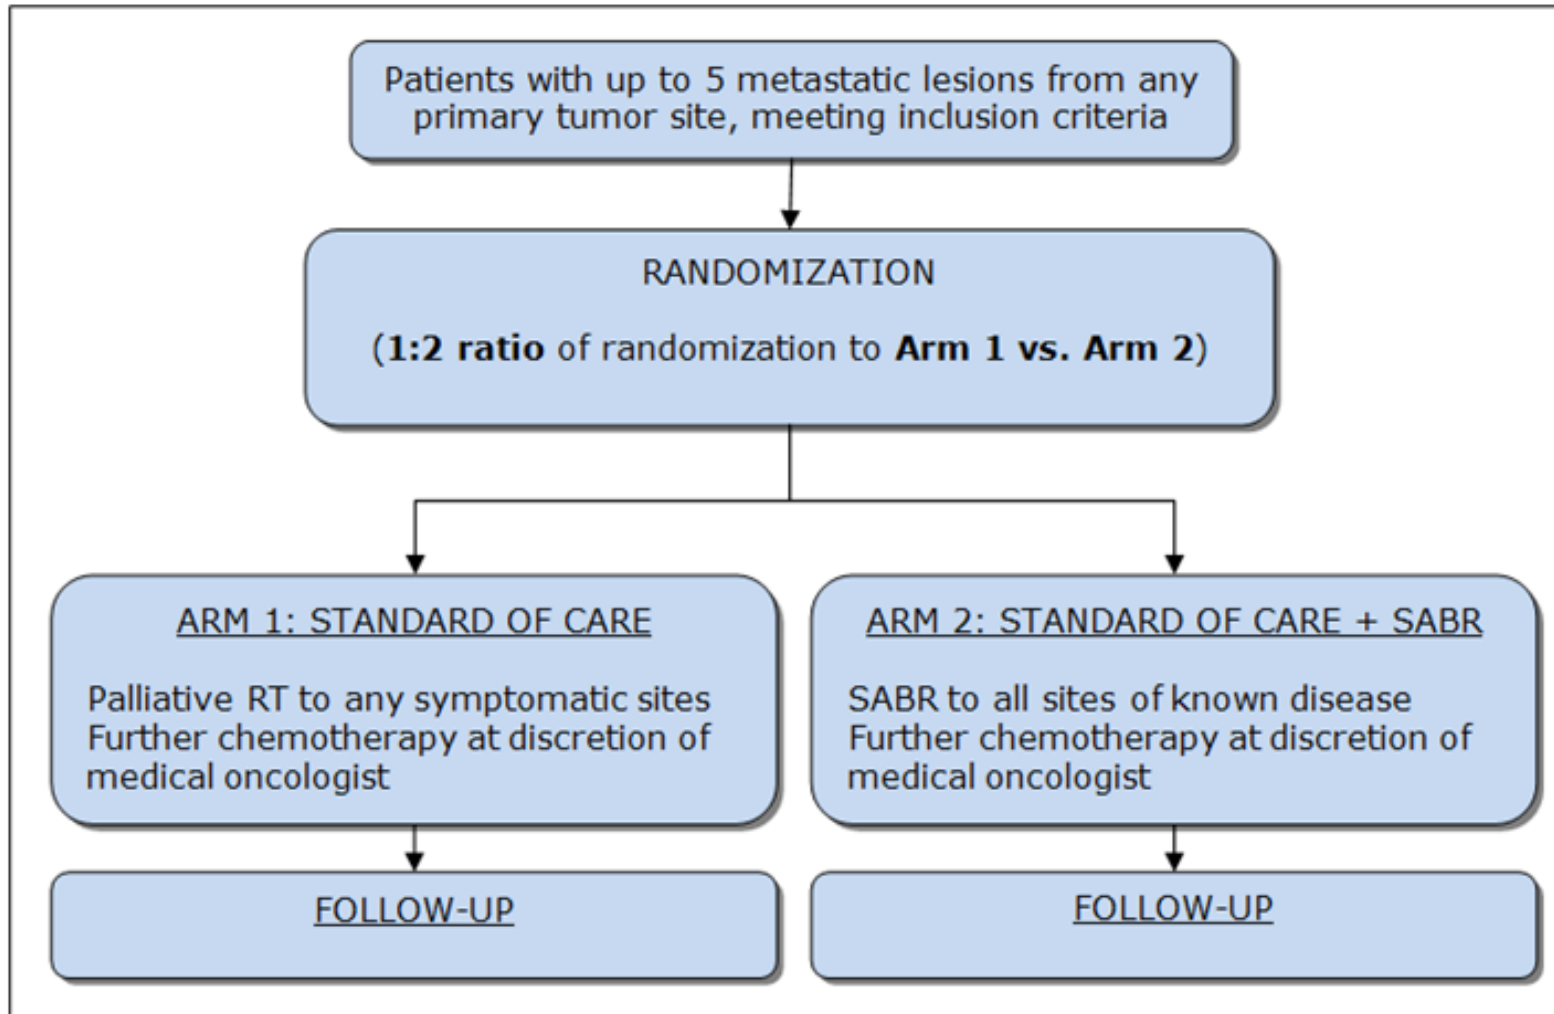 Patients with up to 5 metastatic lesions from any
primary tumor site, meeting inclusion criteria
RANDOMIZATION
(1:2 ratio of randomization to Arm 1 vs. Arm 2)
ARM 1: STANDARD OF CARE
Palliative RT to any symptomatic sites
Further chemotherapy at discretion of
medical oncologist
ARM 2: STANDARD OF CARE + SABR
SABR to all sites of known disease
Further chemotherapy at discretion of
medical oncologist
FOLLOW-UP
FOLLOW-UP